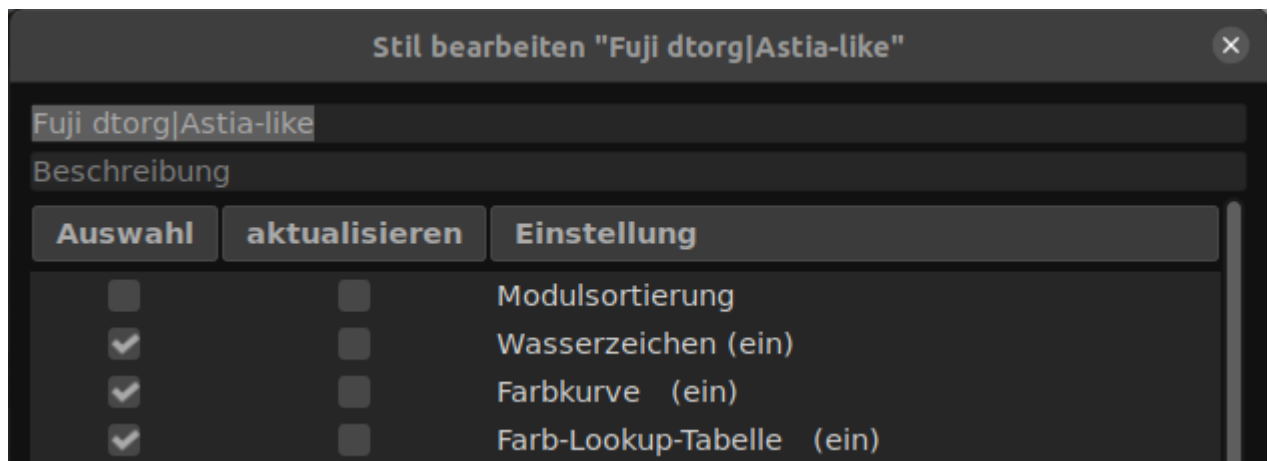 Stil bearbeiten "Fuji dtorg|Astia-like"
Fuji dtorg|Astia-like
Beschreibung
Auswahl aktualisieren Einstellung
Modulsortierung
Wasserzeichen (ein)
Farbkurve (ein)
Farb-Lookup-Tabelle (ein)